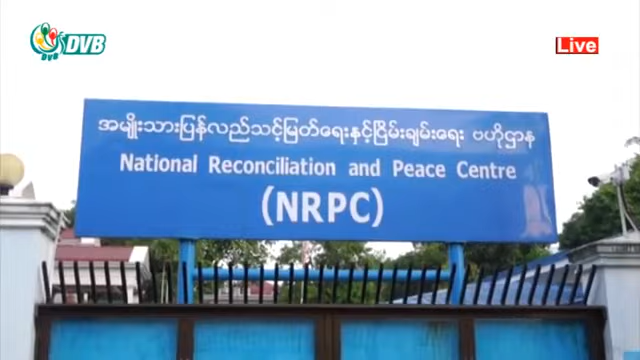 DVB
DVB
Live
အမျိုးသားပြန်လည်သင့်မြတ်ရေးနှင့်ငြိမ်းချမ်းရေး ဗဟိုဌာန
National Reconciliation and Peace Centre
(NRPC)